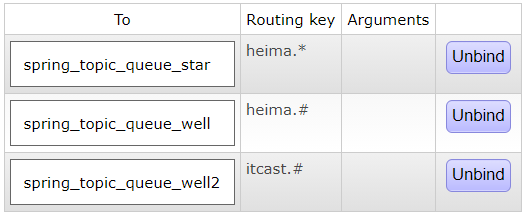 To Routing key Arguments
spring_topic_queue_star heima.* Unbind
spring_topic_queue_well heima.# Unbind
spring_topic_queue_well2 itcast.# Unbind